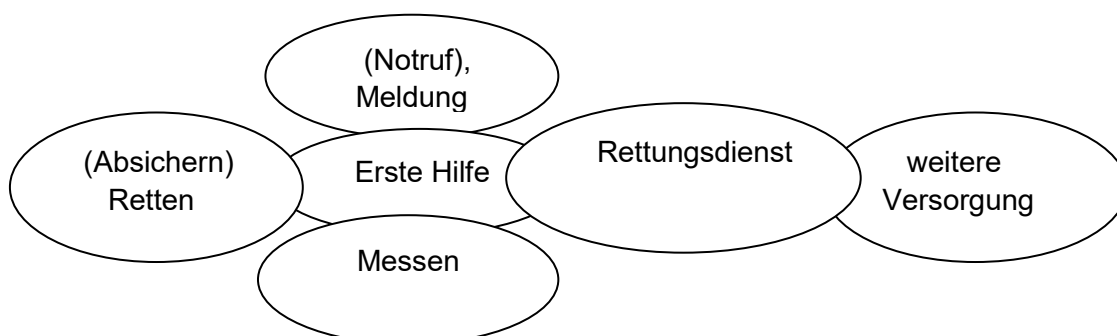 (Notruf),
Meldung
(Absichern)
Retten
Erste Hilfe
Rettungsdienst
weitere
Versorgung
Messen